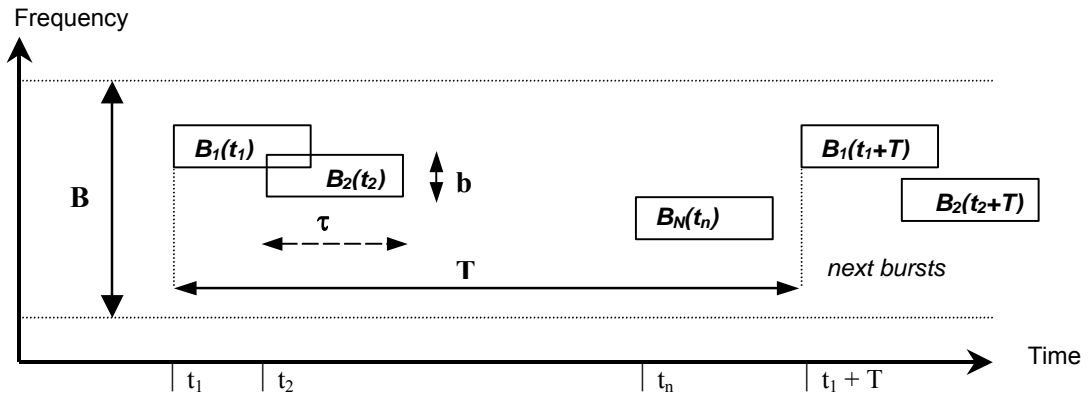 Frequency
B₁(t₁)
B₁(t₁+T)
B
B₂(t₂)
b
B₂(t₂+T)
Bₙ(tₙ)
τ
T
next bursts
Time
t₁
t₂
tₙ
t₁ + T